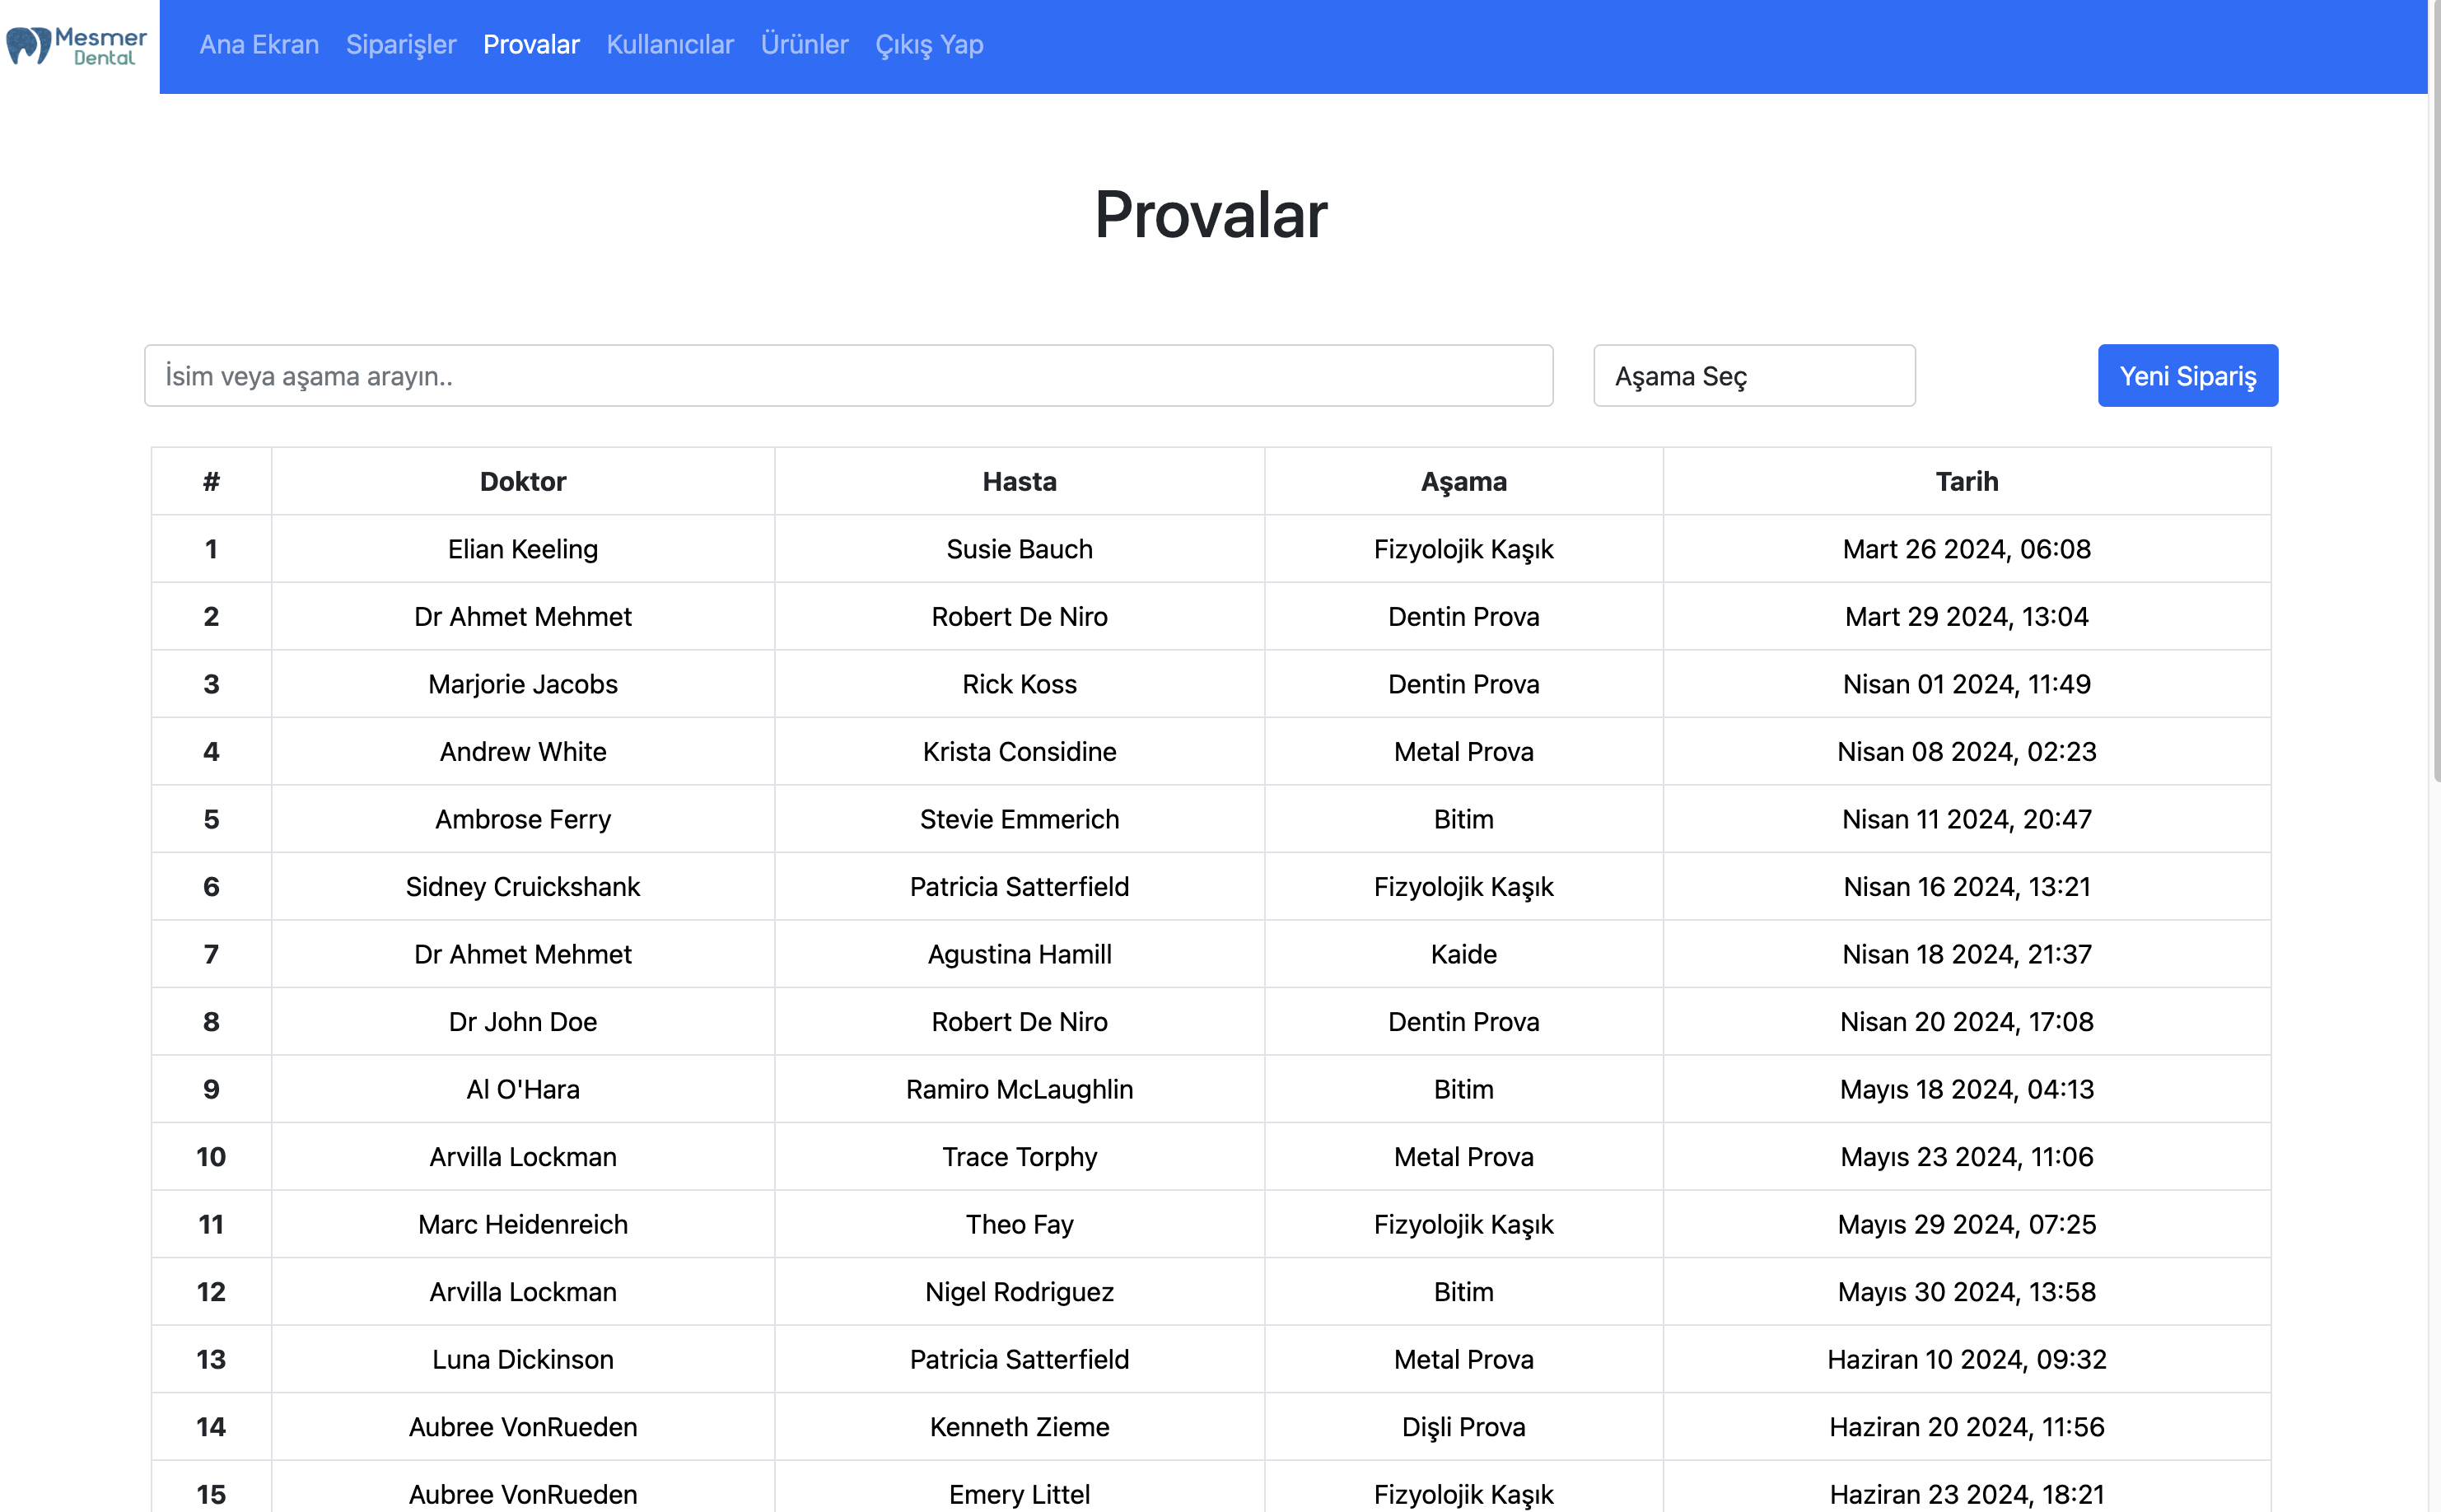 Mesmer
Dental
Ana Ekran Siparişler Provalar Kullanıcılar Ürünler Çıkış Yap
Provalar
İsim veya aşama arayın.. Aşama Seç Yeni Sipariş
# Doktor Hasta Aşama Tarih
1 Elian Keeling Susie Bauch Fizyolojik Kaşık Mart 26 2024, 06:08
2 Dr Ahmet Mehmet Robert De Niro Dentin Prova Mart 29 2024, 13:04
3 Marjorie Jacobs Rick Koss Dentin Prova Nisan 01 2024, 11:49
4 Andrew White Krista Considine Metal Prova Nisan 08 2024, 02:23
5 Ambrose Ferry Stevie Emmerich Bitim Nisan 11 2024, 20:47
6 Sidney Cruickshank Patricia Satterfield Fizyolojik Kaşık Nisan 16 2024, 13:21
7 Dr Ahmet Mehmet Agustina Hamill Kaide Nisan 18 2024, 21:37
8 Dr John Doe Robert De Niro Dentin Prova Nisan 20 2024, 17:08
9 Al O'Hara Ramiro McLaughlin Bitim Mayıs 18 2024, 04:13
10 Arvilla Lockman Trace Torphy Metal Prova Mayıs 23 2024, 11:06
11 Marc Heidenreich Theo Fay Fizyolojik Kaşık Mayıs 29 2024, 07:25
12 Arvilla Lockman Nigel Rodriguez Bitim Mayıs 30 2024, 13:58
13 Luna Dickinson Patricia Satterfield Metal Prova Haziran 10 2024, 09:32
14 Aubree VonRueden Kenneth Zieme Dişli Prova Haziran 20 2024, 11:56
15 Aubree VonRueden Emery Littel Fizyolojik Kaşık Haziran 23 2024, 18:21